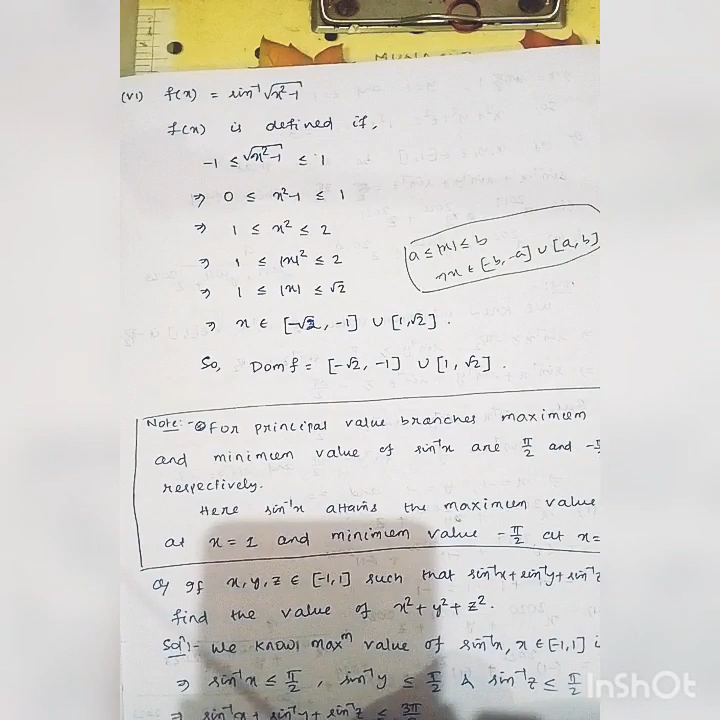 (vi) f(x) = sin⁻¹√(x²-1)
f(x) is defined if,
-1 ≤ √(x²-1) ≤ 1
⇒ 0 ≤ x²-1 ≤ 1
⇒ 1 ≤ x² ≤ 2
⇒ 1 ≤ |x|² ≤ 2
a ≤ |x| ≤ b
⇒ x ∈ [-b, -a] ∪ [a, b]
⇒ 1 ≤ |x| ≤ √2
⇒ x ∈ [-√2, -1] ∪ [1, √2].
So, Dom f = [-√2, -1] ∪ [1, √2].
Note:- For principal value branches maximum
and minimum value of sin⁻¹x are π/2 and -π/2
respectively.
Here sin⁻¹x attains the maximum value
at x = 1 and minimum value -π/2 at x=
Q If x, y, z ∈ [-1,1] such that sin⁻¹x + sin⁻¹y + sin⁻¹z
find the value of x² + y² + z².
Solⁿ:- We know maxᵐ value of sin⁻¹x, x ∈ [-1,1] i
⇒ sin⁻¹x ≤ π/2, sin⁻¹y ≤ π/2 & sin⁻¹z ≤ π/2
⇒ sin⁻¹x + sin⁻¹y + sin⁻¹z ≤ 3π/2
InShOt